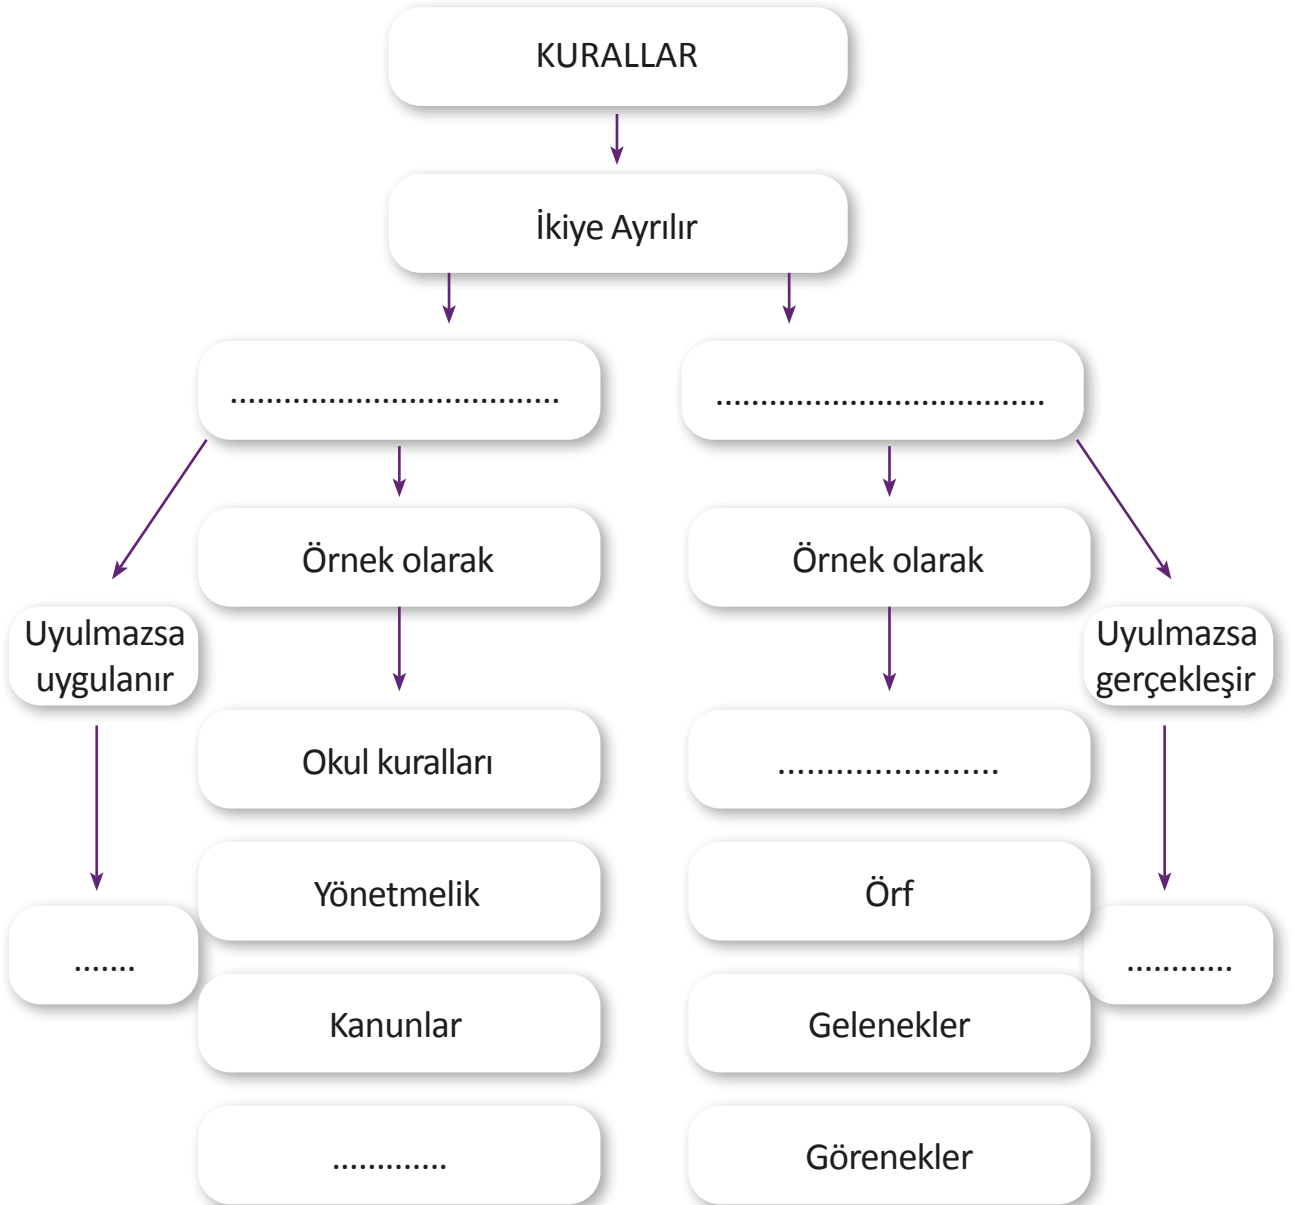 KURALLAR
İkiye Ayrılır
.....................................
.....................................
Örnek olarak
Örnek olarak
Uyulmazsa
uygulanır
Uyulmazsa
gerçekleşir
Okul kuralları
.......................
Yönetmelik
Örf
.......
............
Kanunlar
Gelenekler
.............
Görenekler